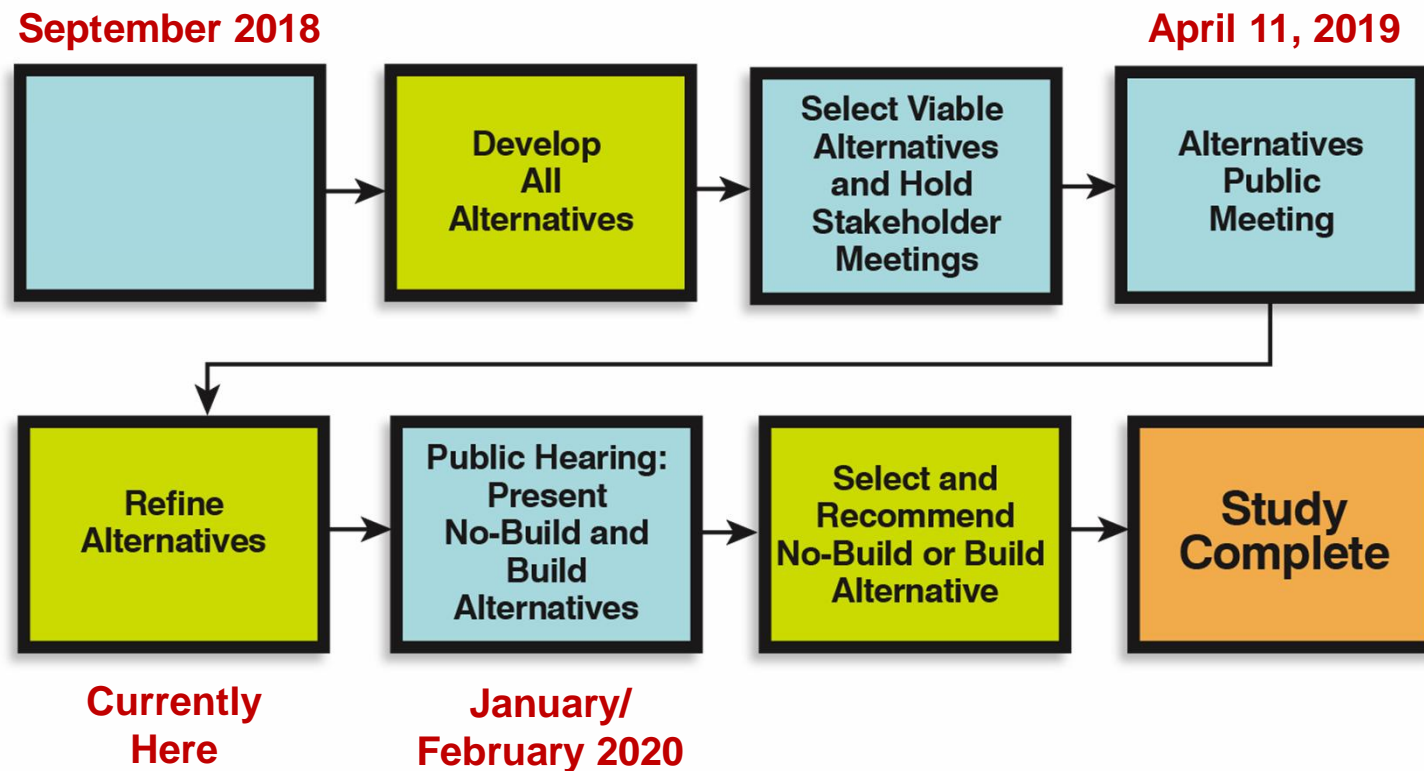 September 2018
April 11, 2019
Develop
All
Alternatives
Select Viable
Alternatives
and Hold
Stakeholder
Meetings
Alternatives
Public
Meeting
Refine
Alternatives
Public Hearing:
Present
No-Build and
Build
Alternatives
Select and
Recommend
No-Build or Build
Alternative
Study
Complete
Currently
Here
January/
February 2020